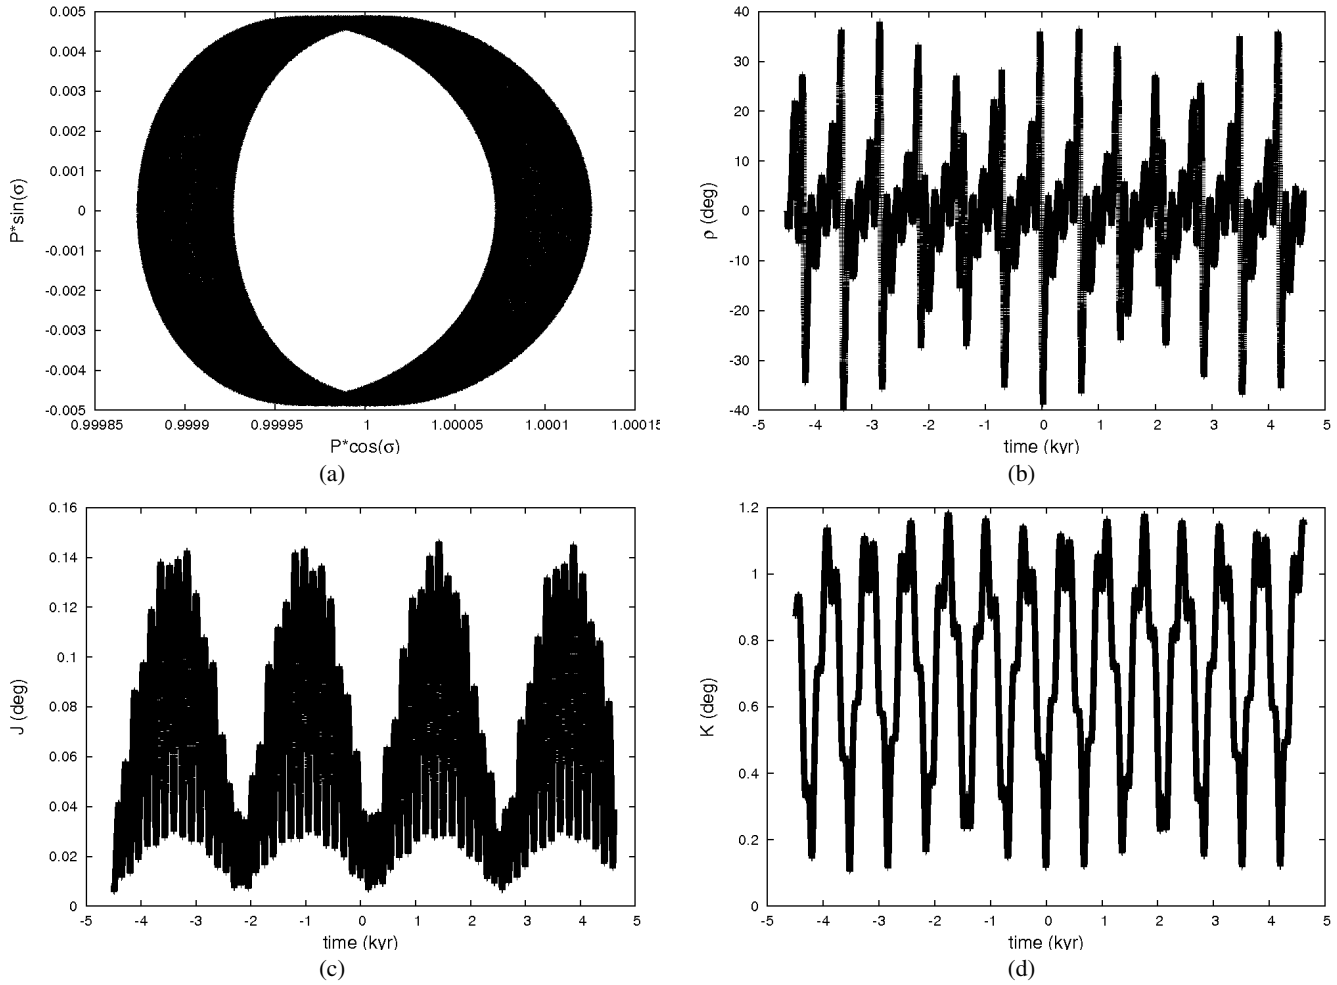 0.005
0.004
0.003
0.002
0.001
0
-0.001
-0.002
-0.003
-0.004
-0.005
P*sin(σ)
0.99985 0.9999 0.99995 1 1.00005 1.0001 1.00015
P*cos(σ)
(a)
40
30
20
10
0
-10
-20
-30
-40
ρ (deg)
-5 -4 -3 -2 -1 0 1 2 3 4 5
time (kyr)
(b)
0.16
0.14
0.12
0.1
0.08
0.06
0.04
0.02
0
J (deg)
-5 -4 -3 -2 -1 0 1 2 3 4 5
time (kyr)
(c)
1.2
1
0.8
0.6
0.4
0.2
0
K (deg)
-5 -4 -3 -2 -1 0 1 2 3 4 5
time (kyr)
(d)